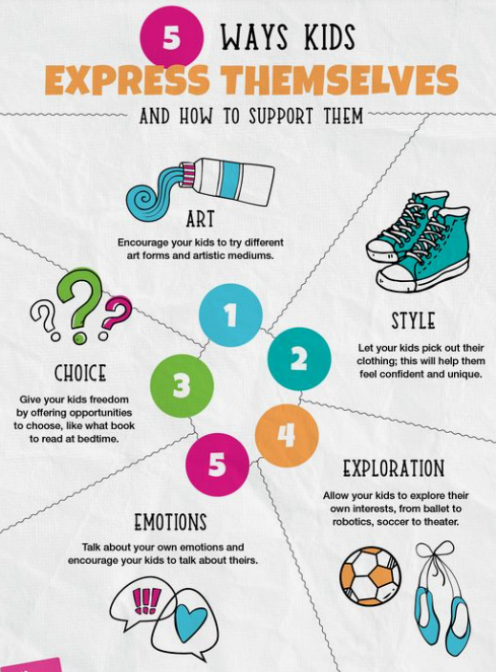 5 WAYS KIDS
EXPRESS THEMSELVES
AND HOW TO SUPPORT THEM
ART
Encourage your kids to try different
art forms and artistic mediums.
1
STYLE
Let your kids pick out their
clothing; this will help them
feel confident and unique.
2
CHOICE
Give your kids freedom
by offering opportunities
to choose, like what book
to read at bedtime.
3
EXPLORATION
Allow your kids to explore their
own interests, from ballet to
robotics, soccer to theater.
4
EMOTIONS
Talk about your own emotions and
encourage your kids to talk about theirs.
5
!!!